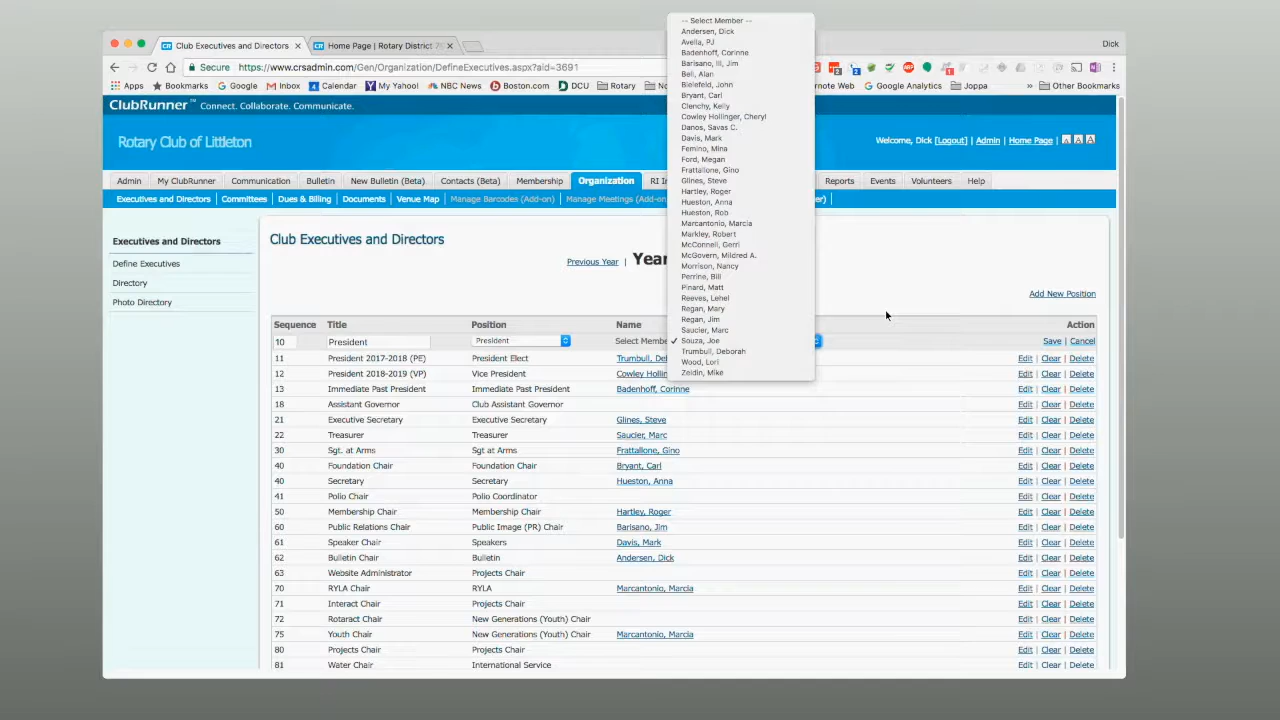 -- Select Member --
Andersen, Dick
Avella, PJ
Badenhoff, Corinne
Barisano, III, Jim
Bell, Alan
Bielefeld, John
Bryant, Carl
Clenchy, Kelly
Cowley Hollinger, Cheryl
Danos, Savas C.
Davis, Mark
Femino, Mina
Ford, Megan
Frattallone, Gino
Glines, Steve
Hartley, Roger
Hueston, Anna
Hueston, Rob
Marcantonio, Marcia
Markley, Robert
McConnell, Gerri
McGovern, Mildred A.
Morrison, Nancy
Perrine, Bill
Pinard, Matt
Reeves, Lehel
Regan, Mary
Regan, Jim
Saucier, Marc
✓ Souza, Joe
Trumbull, Deborah
Wood, Lori
Zeldin, Mike
Club Executives and Directors × Home Page | Rotary District 7 × Dick
Secure https://www.crsadmin.com/Gen/Organization/DefineExecutives.aspx?aid=3691
Apps Bookmarks Google Inbox Calendar My Yahoo! NBC News Boston.com DCU Rotary No rnote Web Google Analytics Joppa » Other Bookmarks
ClubRunner™ Connect. Collaborate. Communicate.
Rotary Club of Littleton Welcome, Dick [Logout] | Admin | Home Page | A A A
Admin My ClubRunner Communication Bulletin New Bulletin (Beta) Contacts (Beta) Membership Organization RI In Reports Events Volunteers Help
Executives and Directors Committees Dues & Billing Documents Venue Map Manage Barcodes (Add-on) Manage Meetings (Add-on r) |
Executives and Directors
Define Executives
Directory
Photo Directory
Club Executives and Directors
Previous Year | Year
Add New Position
Sequence Title Position Name Action
10 President President Select Membe Save | Cancel
11 President 2017-2018 (PE) President Elect Trumbull, Del Edit | Clear | Delete
12 President 2018-2019 (VP) Vice President Cowley Hollin Edit | Clear | Delete
13 Immediate Past President Immediate Past President Badenhoff, Corinne Edit | Clear | Delete
18 Assistant Governor Club Assistant Governor Edit | Clear | Delete
21 Executive Secretary Executive Secretary Glines, Steve Edit | Clear | Delete
22 Treasurer Treasurer Saucier, Marc Edit | Clear | Delete
30 Sgt. at Arms Sgt at Arms Frattallone, Gino Edit | Clear | Delete
40 Foundation Chair Foundation Chair Bryant, Carl Edit | Clear | Delete
40 Secretary Secretary Hueston, Anna Edit | Clear | Delete
41 Polio Chair Polio Coordinator Edit | Clear | Delete
50 Membership Chair Membership Chair Hartley, Roger Edit | Clear | Delete
60 Public Relations Chair Public Image (PR) Chair Barisano, Jim Edit | Clear | Delete
61 Speaker Chair Speakers Davis, Mark Edit | Clear | Delete
62 Bulletin Chair Bulletin Andersen, Dick Edit | Clear | Delete
63 Website Administrator Projects Chair Edit | Clear | Delete
70 RYLA Chair RYLA Marcantonio, Marcia Edit | Clear | Delete
71 Interact Chair Projects Chair Edit | Clear | Delete
72 Rotaract Chair New Generations (Youth) Chair Edit | Clear | Delete
75 Youth Chair New Generations (Youth) Chair Marcantonio, Marcia Edit | Clear | Delete
80 Projects Chair Projects Chair Edit | Clear | Delete
81 Water Chair International Service Edit | Clear | Delete